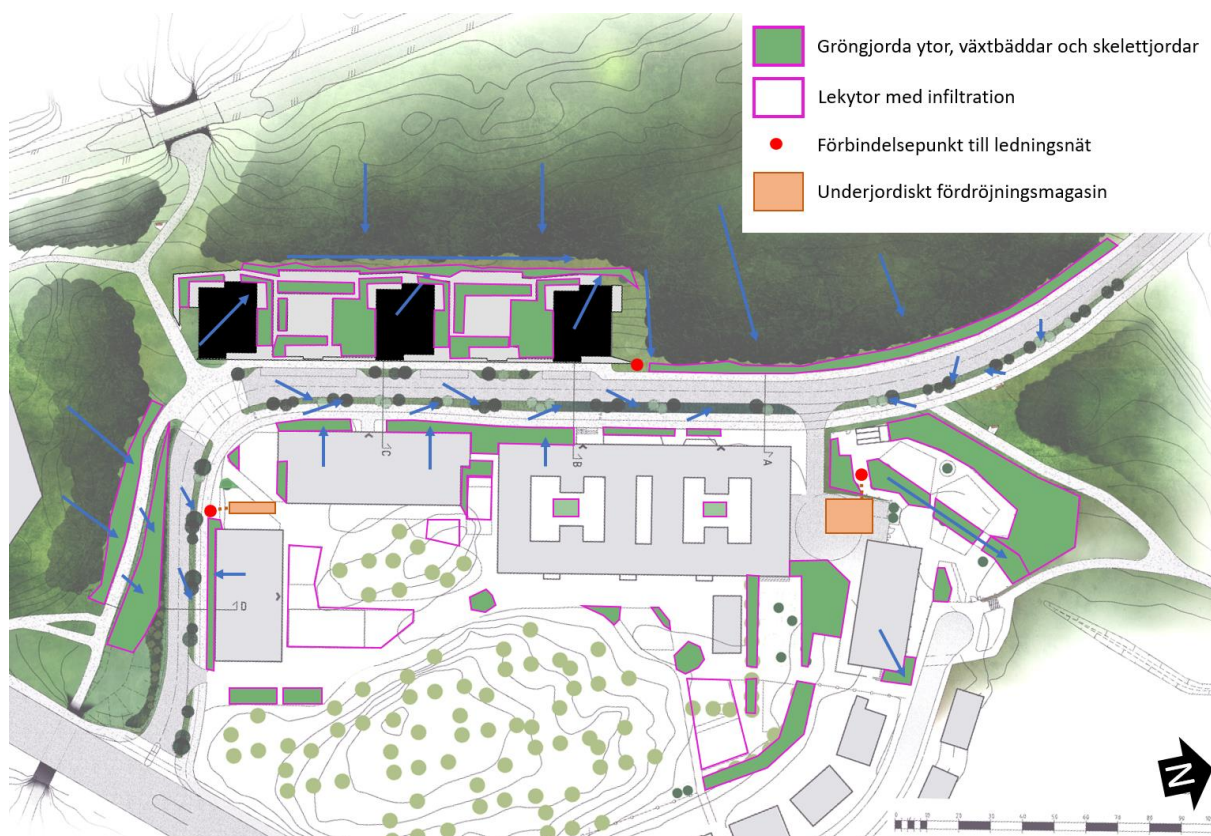 Gröngjorda ytor, växtbäddar och skelettjordar
Lekytor med infiltration
Förbindelsepunkt till ledningsnät
Underjordiskt fördröjningsmagasin
C
B
A
D
N